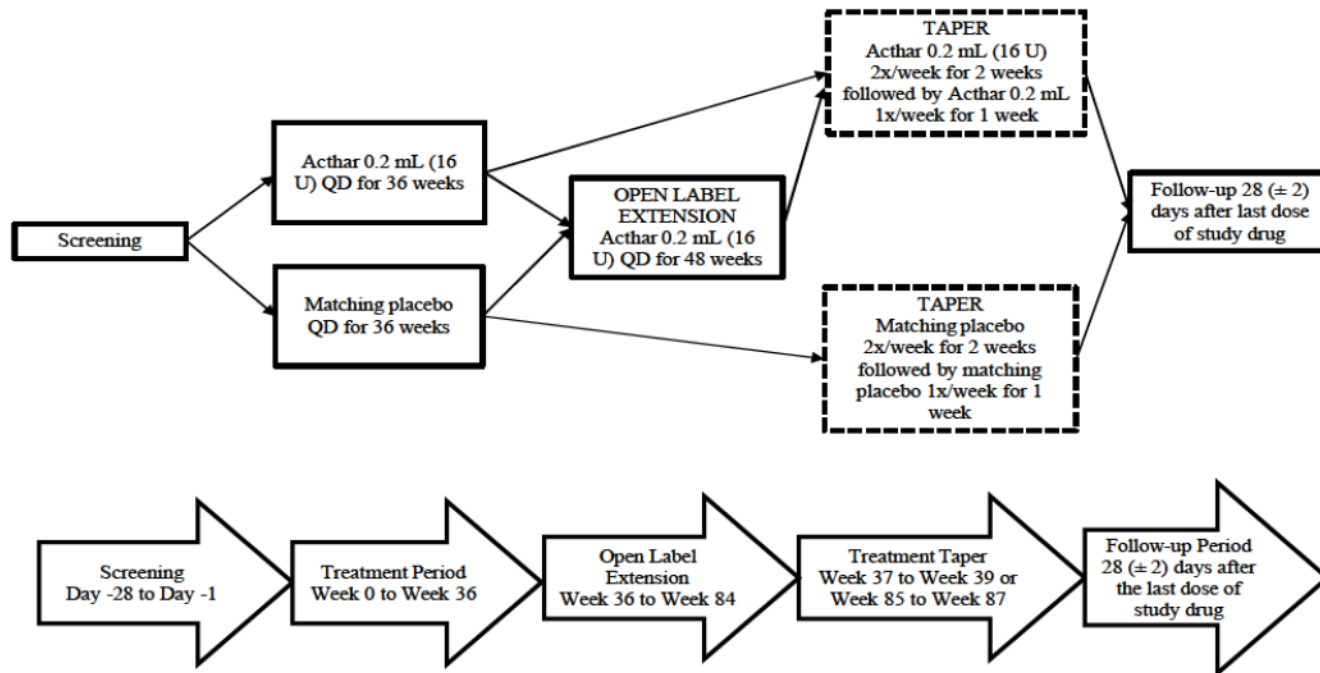 Screening
Acthar 0.2 mL (16
U) QD for 36 weeks
Matching placebo
QD for 36 weeks
OPEN LABEL
EXTENSION
Acthar 0.2 mL (16
U) QD for 48 weeks
TAPER
Acthar 0.2 mL (16 U)
2x/week for 2 weeks
followed by Acthar 0.2 mL
1x/week for 1 week
TAPER
Matching placebo
2x/week for 2 weeks
followed by matching
placebo 1x/week for 1
week
Follow-up 28 (± 2)
days after last dose
of study drug
Screening
Day -28 to Day -1
Treatment Period
Week 0 to Week 36
Open Label
Extension
Week 36 to Week 84
Treatment Taper
Week 37 to Week 39 or
Week 85 to Week 87
Follow-up Period
28 (± 2) days after
the last dose of
study drug